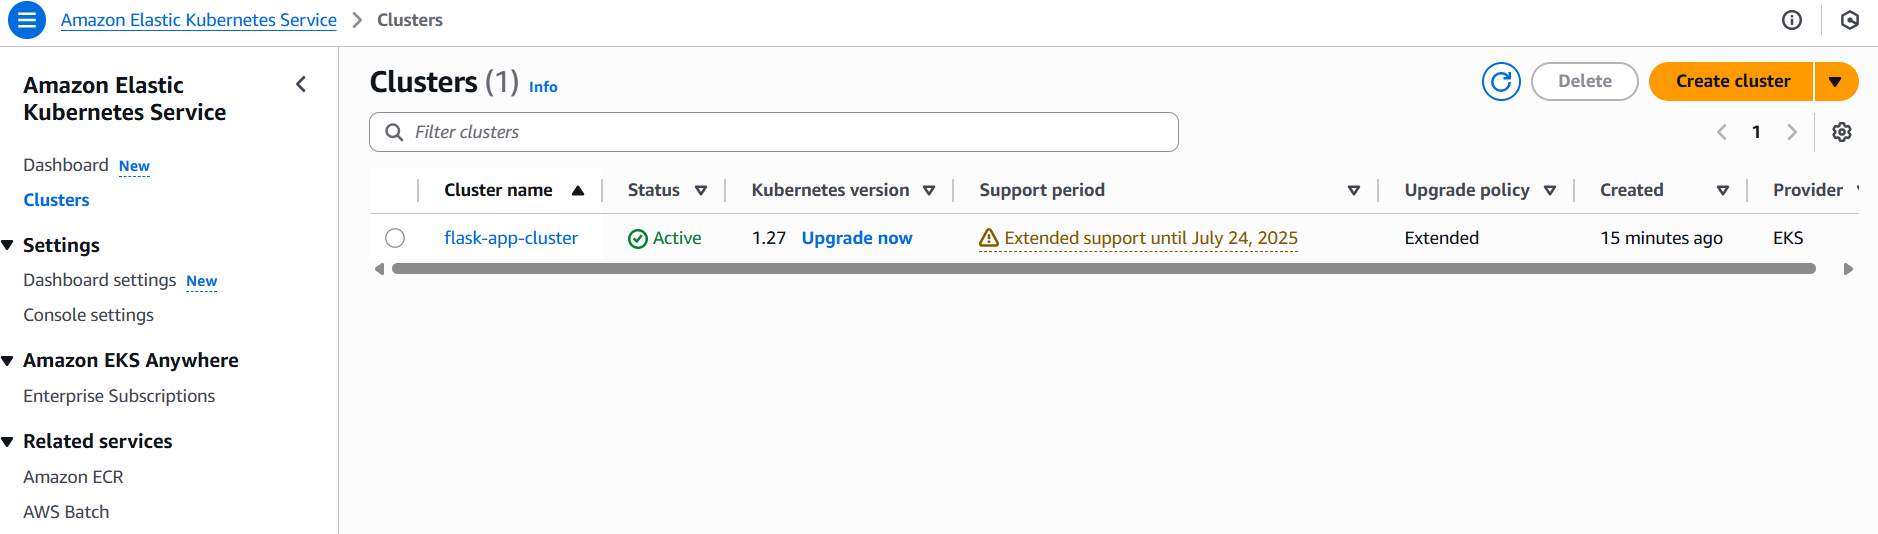 Amazon Elastic Kubernetes Service > Clusters
Amazon Elastic
Kubernetes Service
Dashboard New
Clusters
Settings
Dashboard settings New
Console settings
Amazon EKS Anywhere
Enterprise Subscriptions
Related services
Amazon ECR
AWS Batch
Clusters (1) Info
Delete
Create cluster
Filter clusters
1
Cluster name Status Kubernetes version Support period Upgrade policy Created Provider
flask-app-cluster Active 1.27 Upgrade now Extended support until July 24, 2025 Extended 15 minutes ago EKS